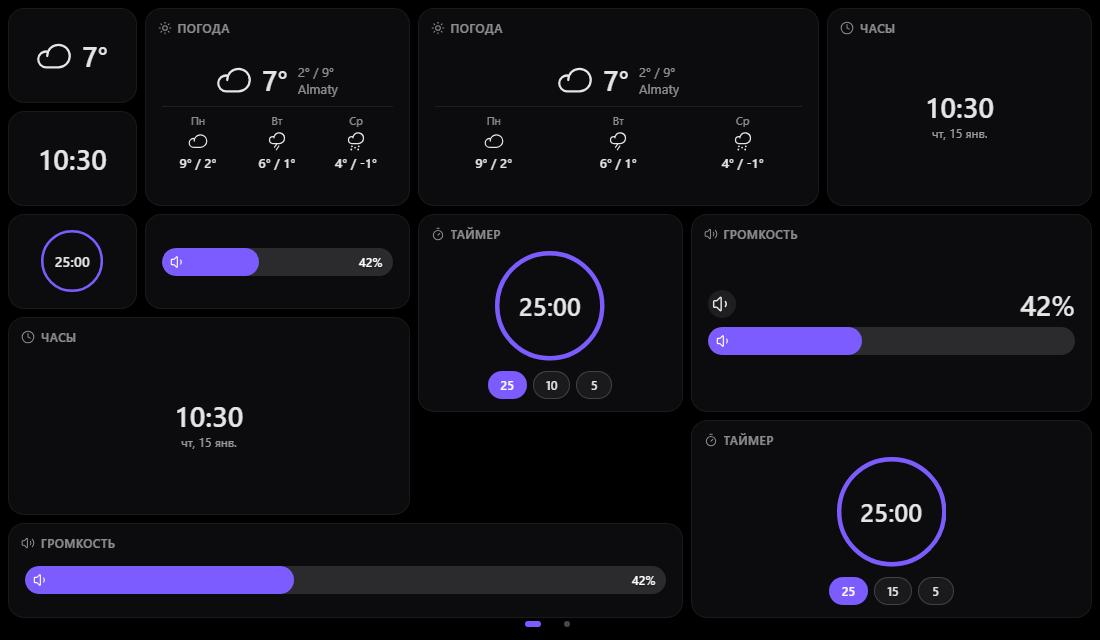 7°
ПОГОДА
7°
2° / 9°
Almaty
Пн
Вт
Ср
9° / 2°
6° / 1°
4° / -1°
ПОГОДА
7°
2° / 9°
Almaty
Пн
Вт
Ср
9° / 2°
6° / 1°
4° / -1°
ЧАСЫ
10:30
чт, 15 янв.
10:30
25:00
42%
ТАЙМЕР
25:00
25
10
5
ГРОМКОСТЬ
42%
ЧАСЫ
10:30
чт, 15 янв.
ТАЙМЕР
25:00
25
15
5
ГРОМКОСТЬ
42%